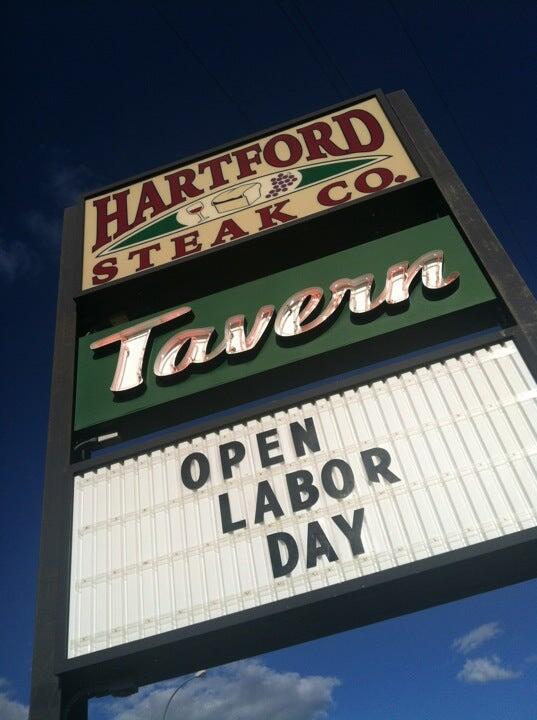 HARTFORD
STEAK CO.
Tavern
OPEN
LABOR
DAY